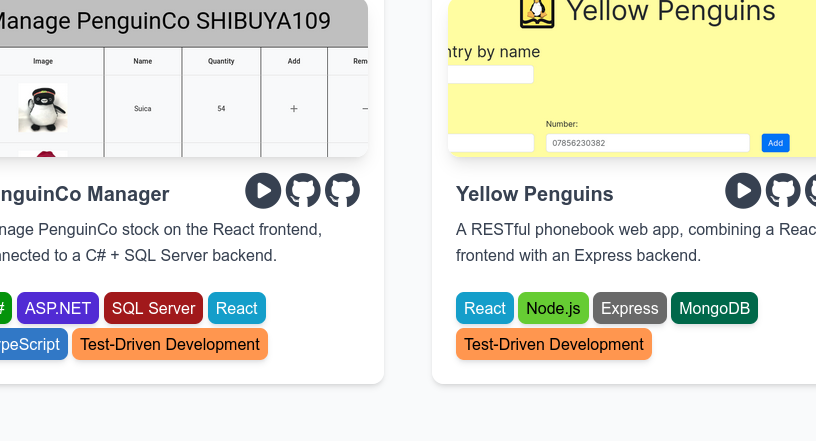 Manage PenguinCo SHIBUYA109
Image Name Quantity Add Rem
Suica 54 + −
nguinCo Manager
nage PenguinCo stock on the React frontend,
nnected to a C# + SQL Server backend.
# ASP.NET SQL Server React
peScript Test-Driven Development
Yellow Penguins
ntry by name
Number:
07856230382 Add
Yellow Penguins
A RESTful phonebook web app, combining a Reac
frontend with an Express backend.
React Node.js Express MongoDB
Test-Driven Development